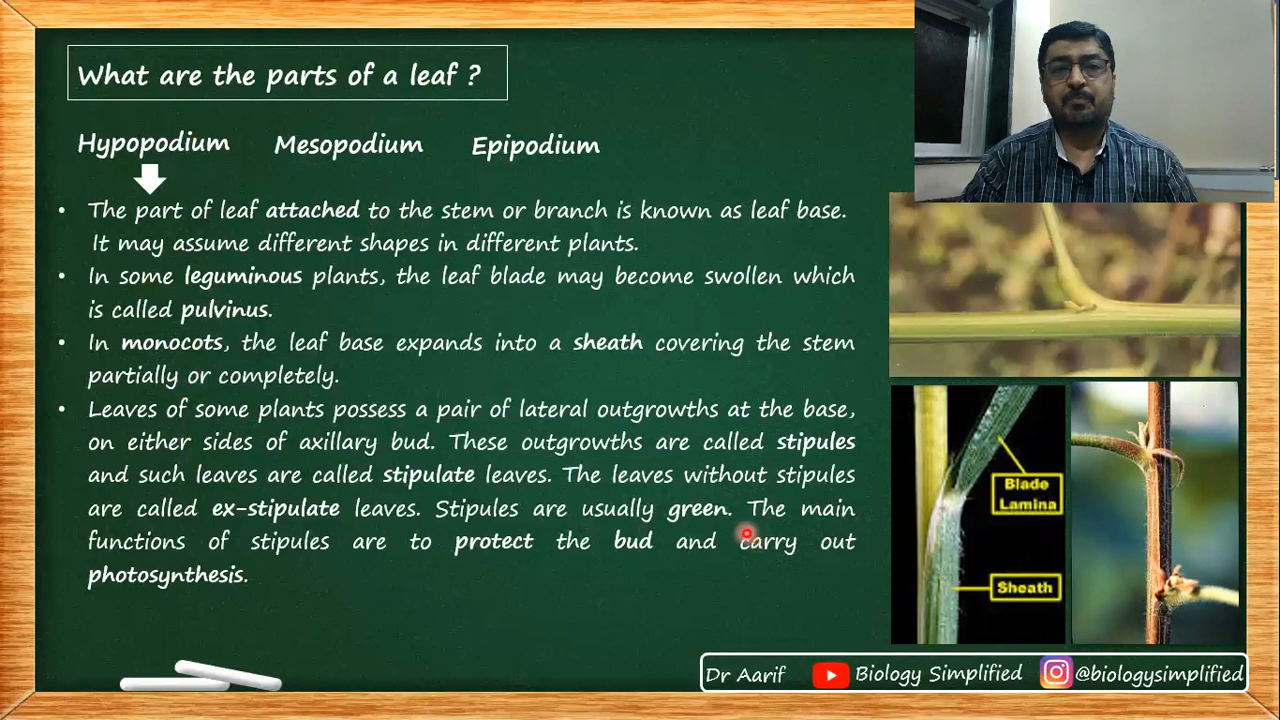 What are the parts of a leaf ?
Hypopodium Mesopodium Epipodium
• The part of leaf attached to the stem or branch is known as leaf base.
It may assume different shapes in different plants.
• In some leguminous plants, the leaf blade may become swollen which
is called pulvinus.
• In monocots, the leaf base expands into a sheath covering the stem
partially or completely.
• Leaves of some plants possess a pair of lateral outgrowths at the base,
on either sides of axillary bud. These outgrowths are called stipules
and such leaves are called stipulate leaves. The leaves without stipules
are called ex-stipulate leaves. Stipules are usually green. The main
functions of stipules are to protect the bud and carry out
photosynthesis.
Blade
Lamina
Sheath
Dr Aarif Biology Simplified @biologysimplified